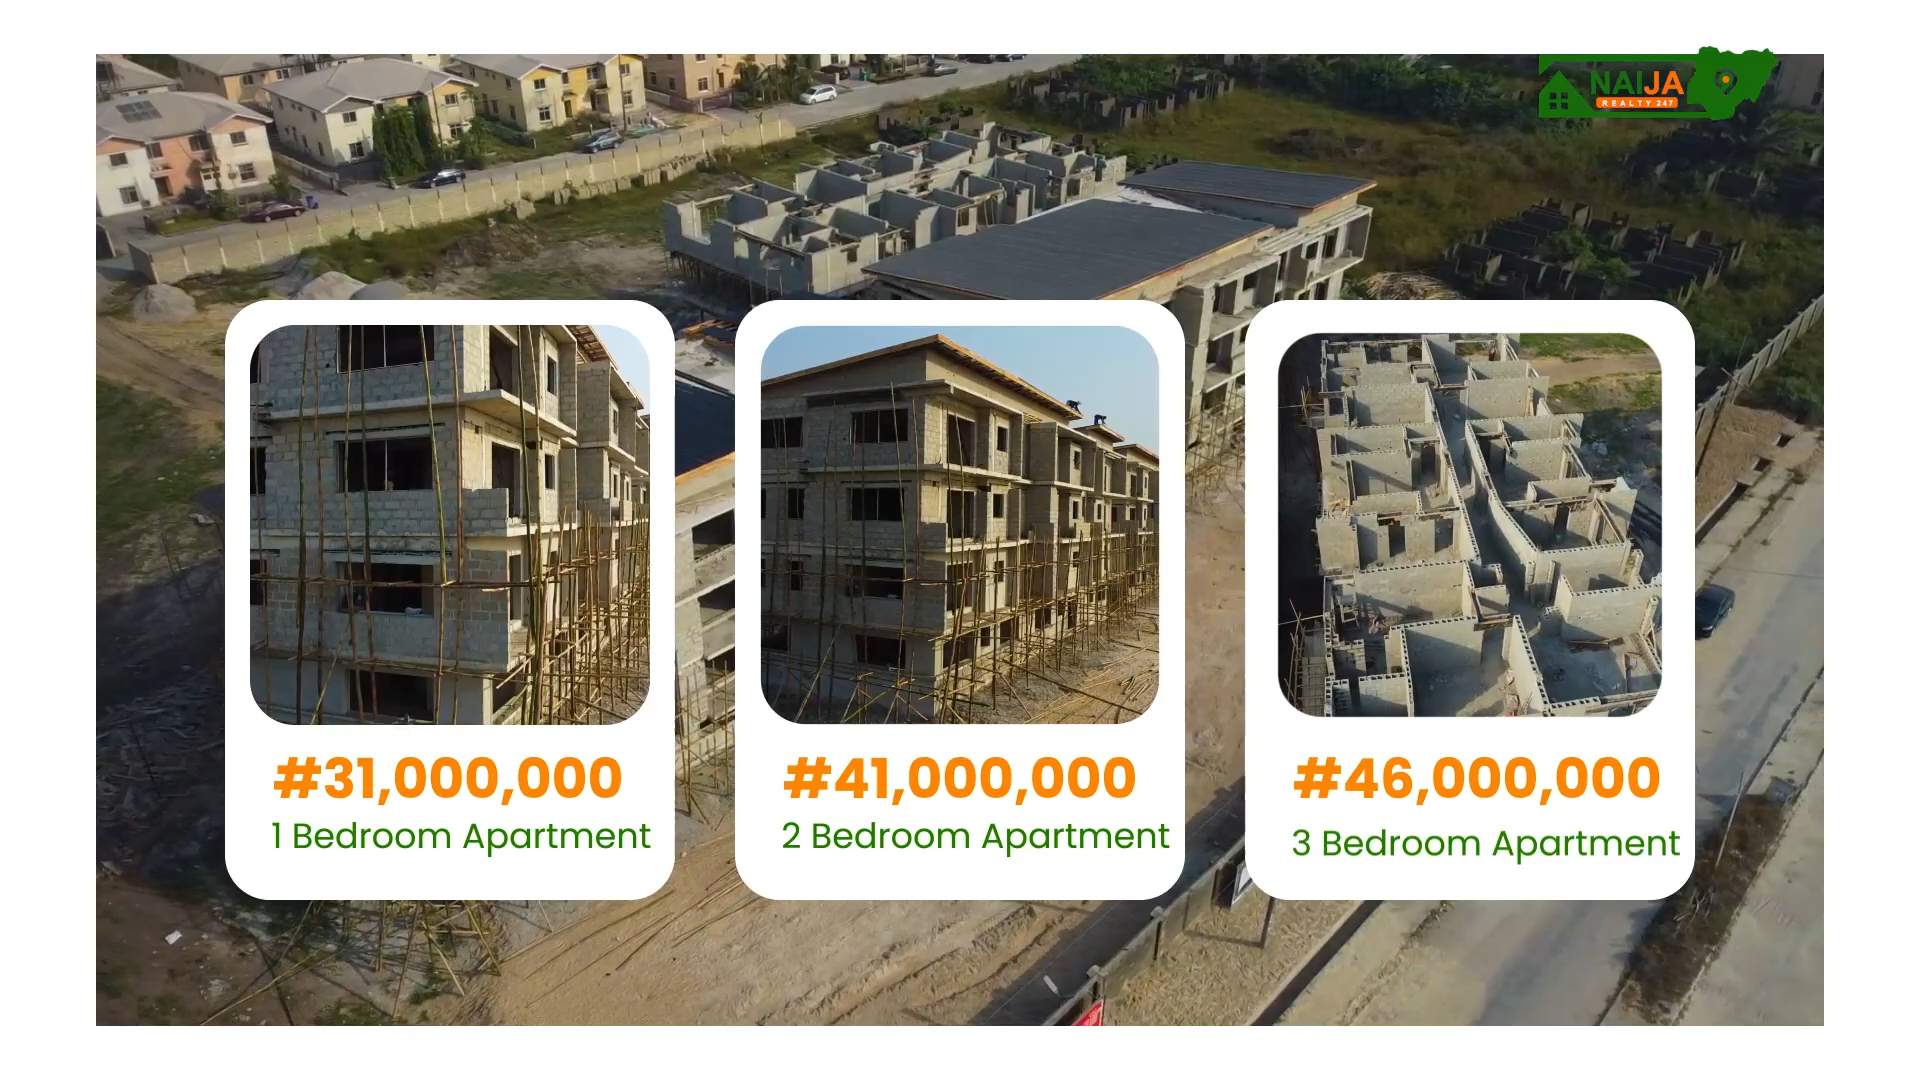 NAIJA
REALTY 247
#31,000,000
1 Bedroom Apartment
#41,000,000
2 Bedroom Apartment
#46,000,000
3 Bedroom Apartment